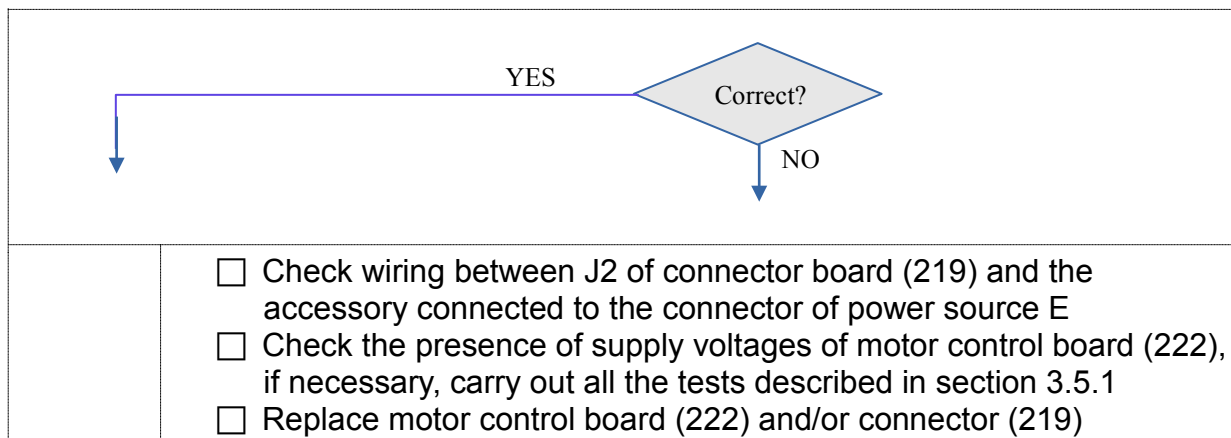 YES
Correct?
NO
☐ Check wiring between J2 of connector board (219) and the
accessory connected to the connector of power source E
☐ Check the presence of supply voltages of motor control board (222),
if necessary, carry out all the tests described in section 3.5.1
☐ Replace motor control board (222) and/or connector (219)